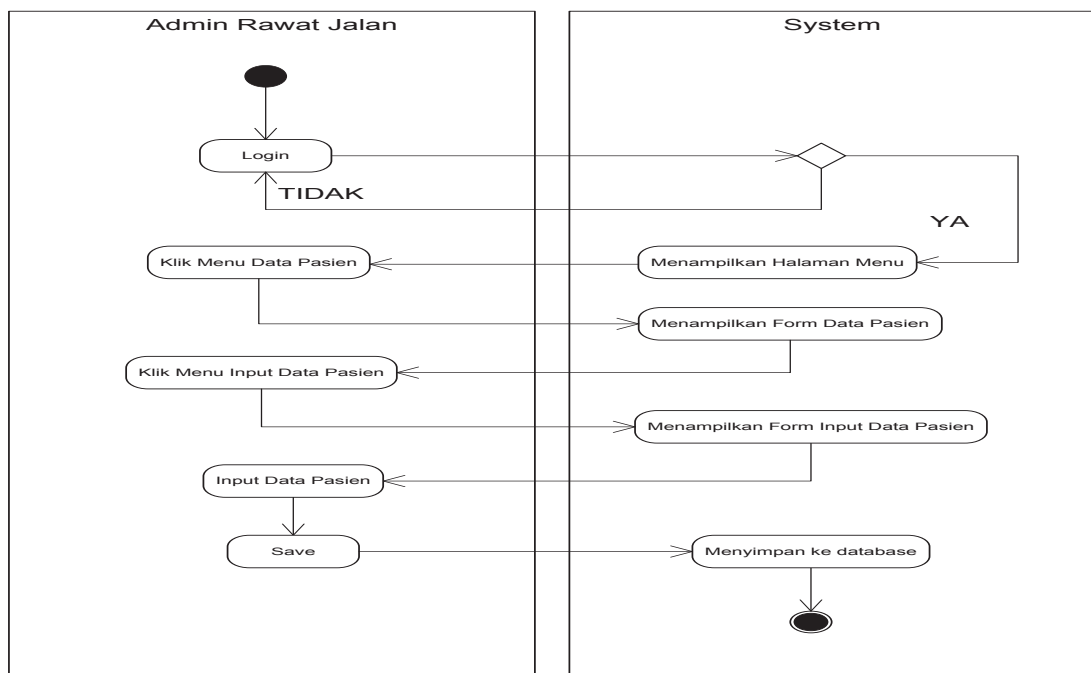 Admin Rawat Jalan
System
Login
TIDAK
YA
Klik Menu Data Pasien
Menampilkan Halaman Menu
Menampilkan Form Data Pasien
Klik Menu Input Data Pasien
Menampilkan Form Input Data Pasien
Input Data Pasien
Save
Menyimpan ke database